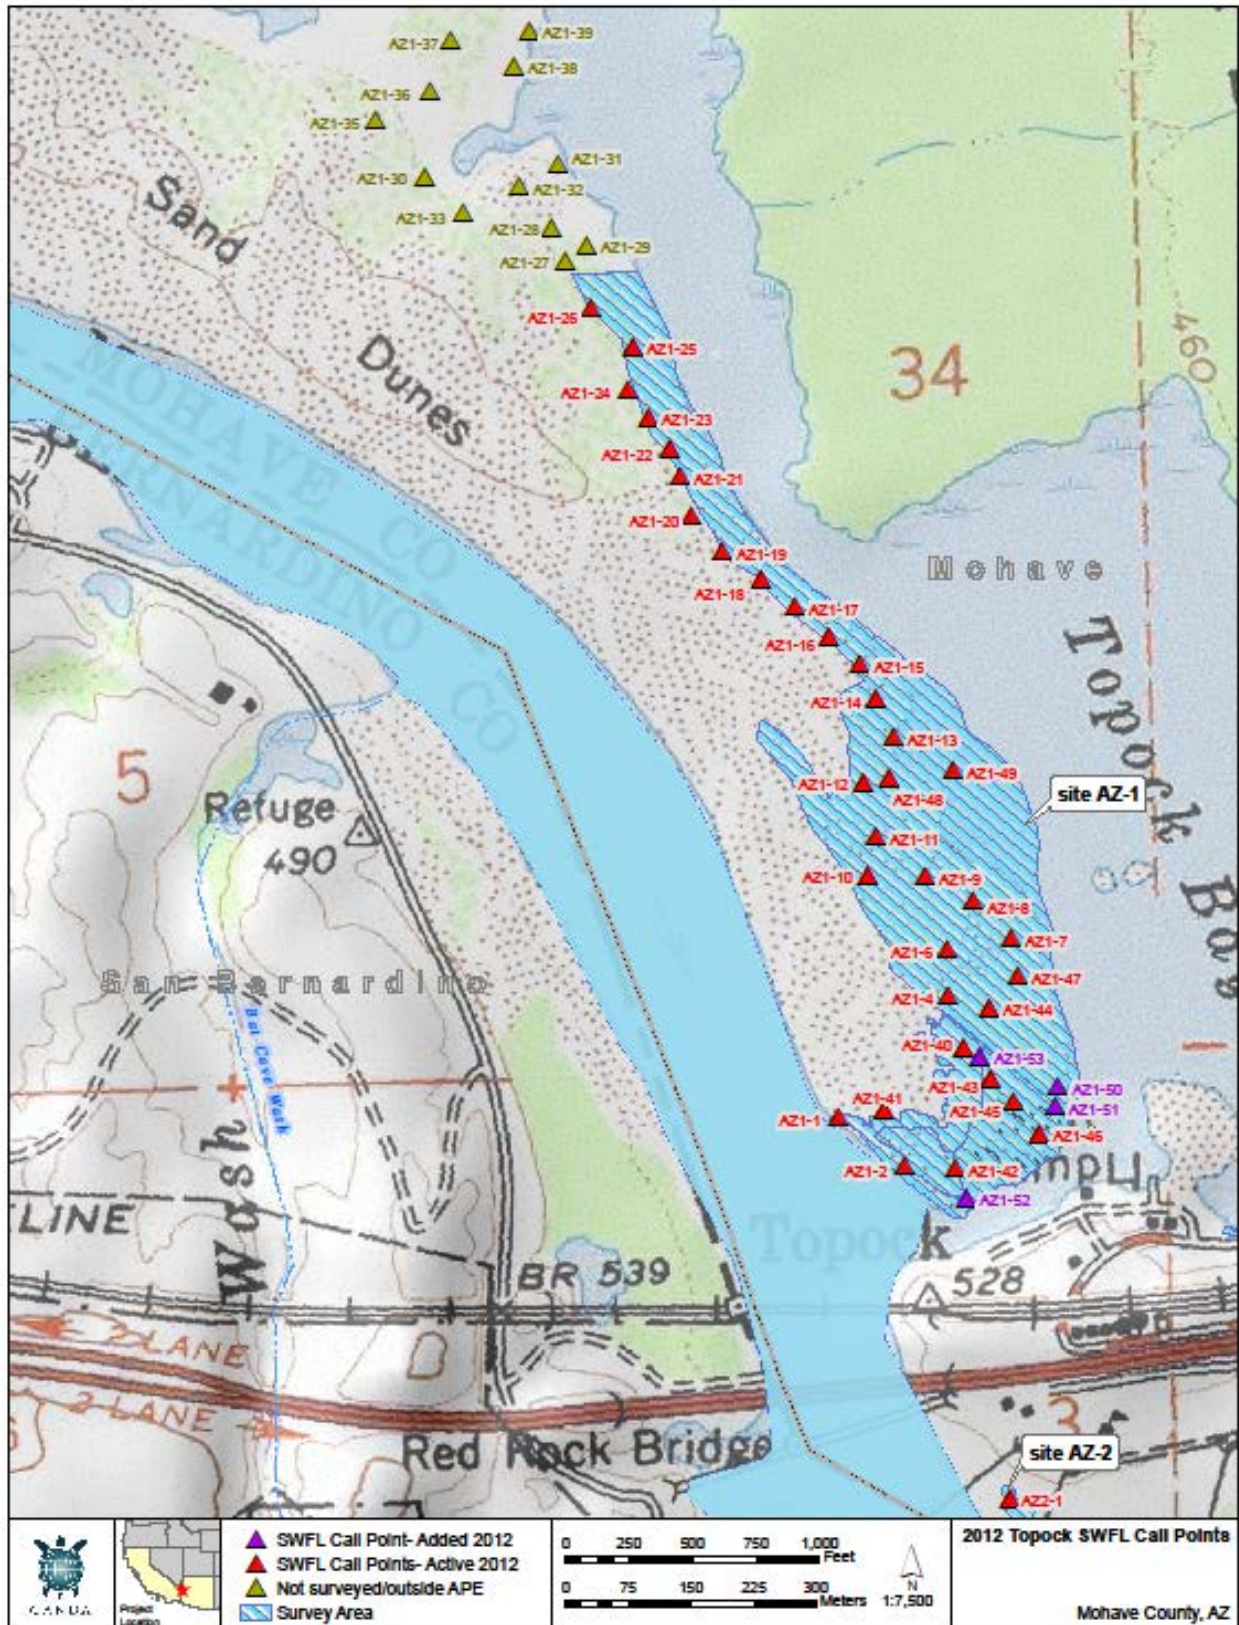 AZ1-39
AZ1-37
AZ1-38
AZ1-36
AZ1-35
AZ1-31
AZ1-30
AZ1-32
AZ1-33
AZ1-28
AZ1-29
AZ1-27
Sand
Dunes
AZ1-26
AZ1-25
AZ1-24
AZ1-23
AZ1-22
AZ1-21
AZ1-20
AZ1-19
AZ1-18
AZ1-17
AZ1-16
AZ1-15
AZ1-14
AZ1-13
AZ1-49
AZ1-12
AZ1-48
AZ1-11
AZ1-10
AZ1-9
AZ1-8
AZ1-7
AZ1-6
AZ1-47
AZ1-4
AZ1-44
AZ1-40
AZ1-53
AZ1-43
AZ1-50
AZ1-41
AZ1-45
AZ1-51
AZ1-1
AZ1-46
AZ1-2
AZ1-42
AZ1-52
34
460
MOHAVE CO
BERNARDINO CO
Mohave
Topock
Bay
site AZ-1
5
Refuge
490
San Bernardino
Bat Cave Wash
Wash
LINE
Topock
BR 539
528
2 LANE
2 LANE
3
Red Rock Bridge
site AZ-2
AZ2-1
CANDA
Project
Location
SWFL Call Point- Added 2012
SWFL Call Points- Active 2012
Not surveyed/outside APE
Survey Area
0 250 500 750 1,000
Feet
0 75 150 225 300
Meters
N
1:7,500
2012 Topock SWFL Call Points
Mohave County, AZ